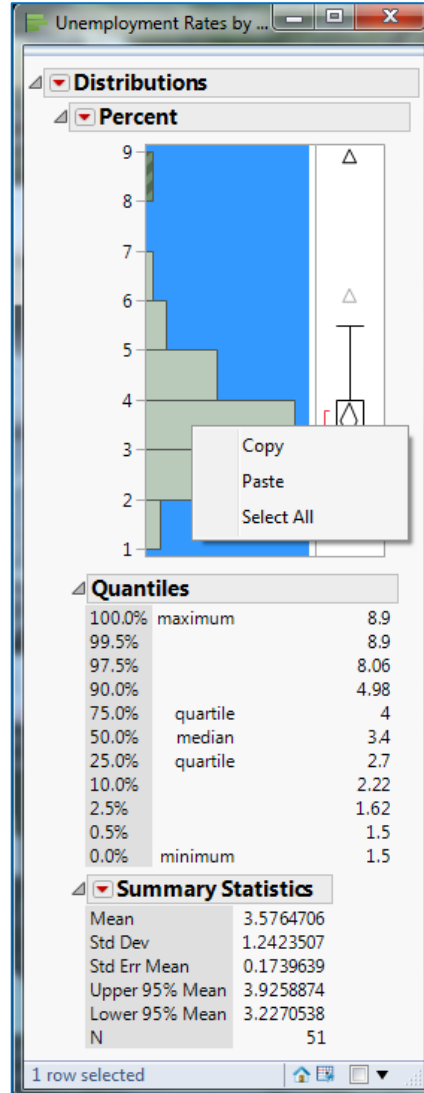 Unemployment Rates by ...
Distributions
Percent
9
8
7
6
5
4
3
2
1
Copy
Paste
Select All
Quantiles
100.0% maximum 8.9
99.5% 8.9
97.5% 8.06
90.0% 4.98
75.0% quartile 4
50.0% median 3.4
25.0% quartile 2.7
10.0% 2.22
2.5% 1.62
0.5% 1.5
0.0% minimum 1.5
Summary Statistics
Mean 3.5764706
Std Dev 1.2423507
Std Err Mean 0.1739639
Upper 95% Mean 3.9258874
Lower 95% Mean 3.2270538
N 51
1 row selected